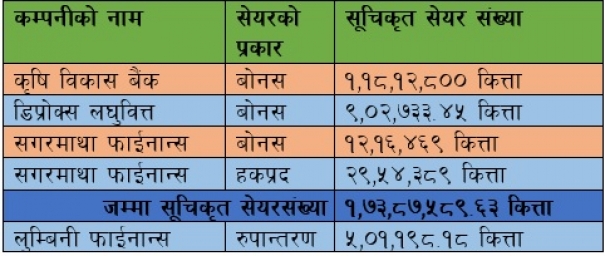 कम्पनीको नाम सेयरको प्रकार सूचिकृत सेयर संख्या
कृषि विकास बैंक बोनस १,१८,१२,८०० कित्ता
डिप्रोक्स लघुवित्त बोनस ९,०२,७३३.४५ कित्ता
सगरमाथा फाईनान्स बोनस १२,१६,४६९ कित्ता
सगरमाथा फाईनान्स हकप्रद २९,५४,३८९ कित्ता
जम्मा सूचिकृत सेयरसंख्या १,७३,८७,५८९.६३ कित्ता
लुम्बिनी फाईनान्स रुपान्तरण ५,०१,१९८.१८ कित्ता